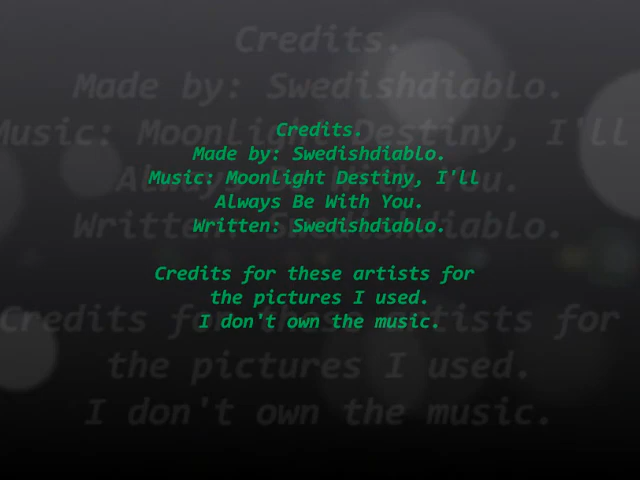 Credits.
Made by: Swedishdiablo.
Music: Moonlight Destiny, I'll
Always Be With You.
Written: Swedishdiablo.
Credits for these artists for
the pictures I used.
I don't own the music.